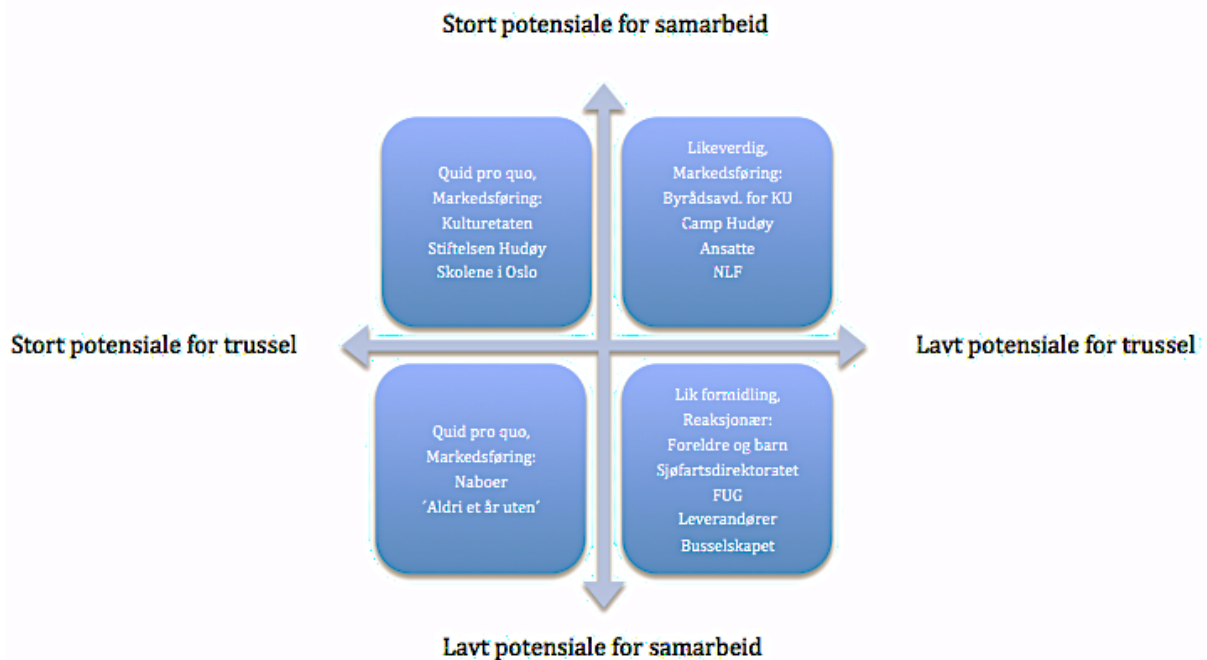 Stort potensiale for samarbeid
Quid pro quo,
Markedsføring:
Kulturetaten
Stiftelsen Hudøy
Skolene i Oslo
Likeverdig,
Markedsføring:
Byrådsavd. for KU
Camp Hudøy
Ansatte
NLF
Stort potensiale for trussel
Lavt potensiale for trussel
Quid pro quo,
Markedsføring:
Naboer
´Aldri et år uten´
Lik formidling,
Reaksjonær:
Foreldre og barn
Sjøfartsdirektoratet
FUG
Leverandører
Busselskapet
Lavt potensiale for samarbeid